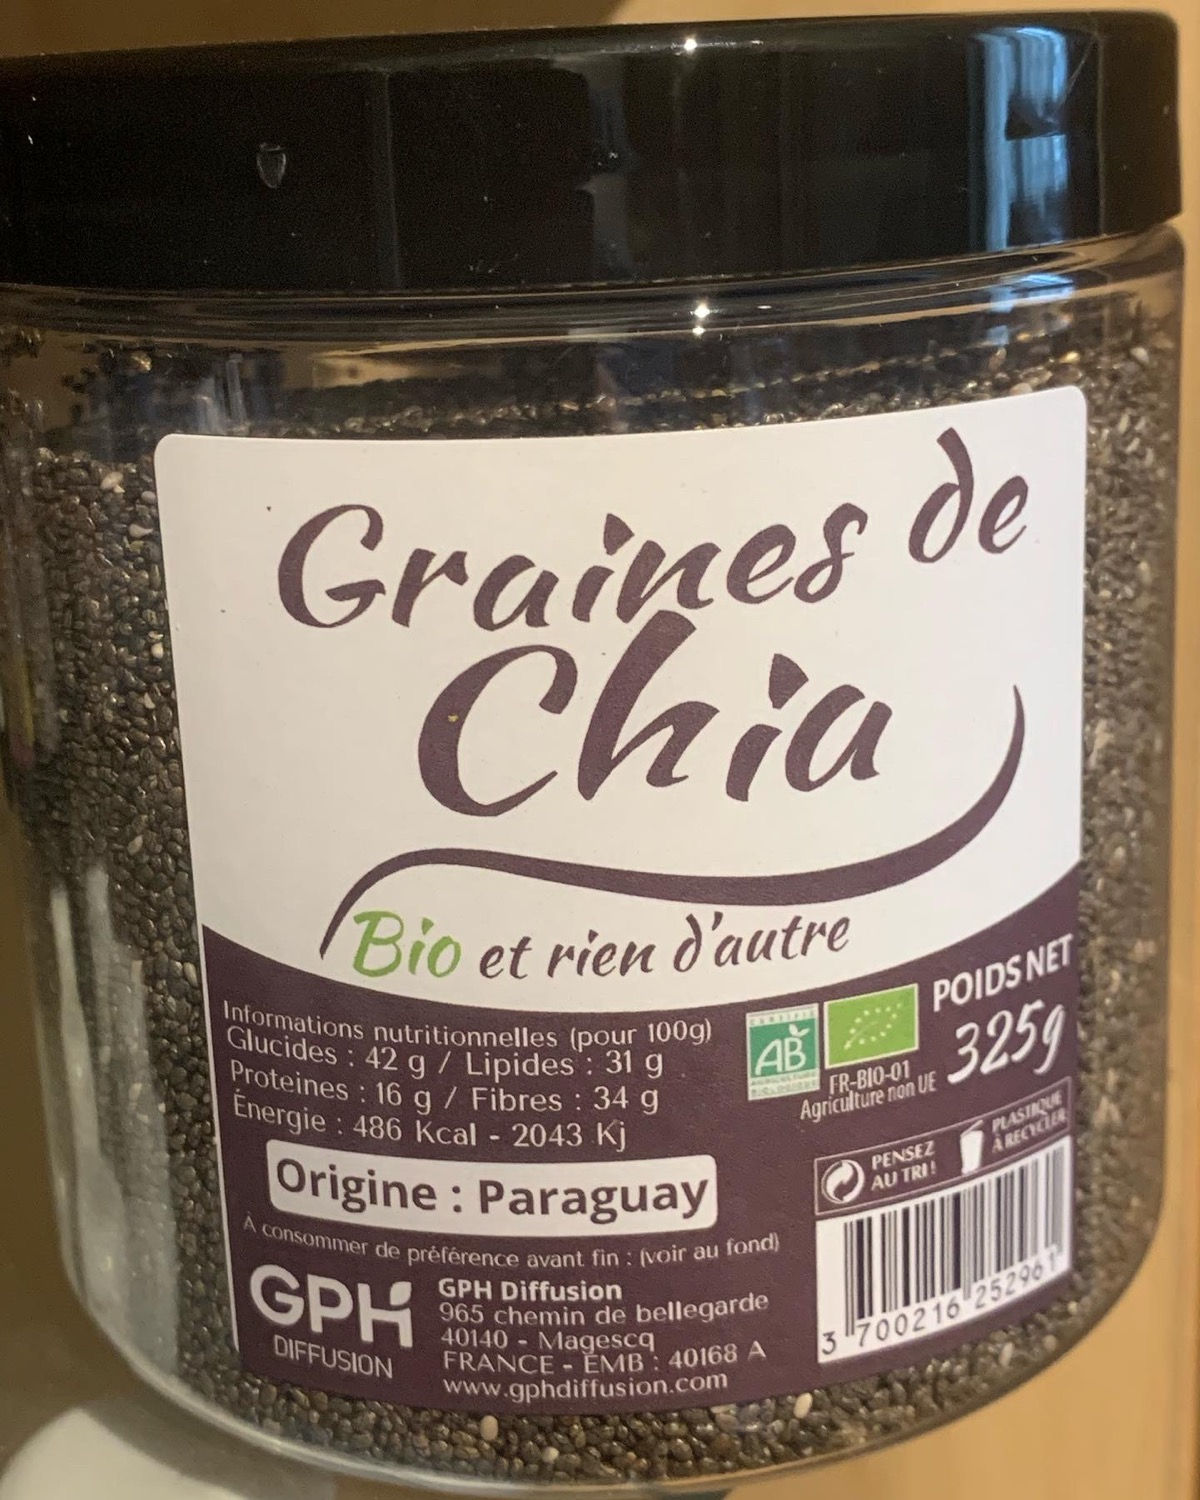 Graines de
Chia
Bio et rien d'autre
Informations nutritionnelles (pour 100g)
Glucides : 42 g / Lipides : 31 g
Proteines : 16 g / Fibres : 34 g
Énergie : 486 Kcal - 2043 Kj
Origine : Paraguay
À consommer de préférence avant fin : (voir au fond)
GPH
DIFFUSION
GPH Diffusion
965 chemin de bellegarde
40140 - Magescq
FRANCE - EMB : 40168 A
www.gphdiffusion.com
CERTIFIÉ
AB
AGRICULTURE
BIOLOGIQUE
FR-BIO-01
Agriculture non UE
POIDS NET
325g
PENSEZ
AU TRI !
PLASTIQUE
À RECYCLER
3 700216 252961